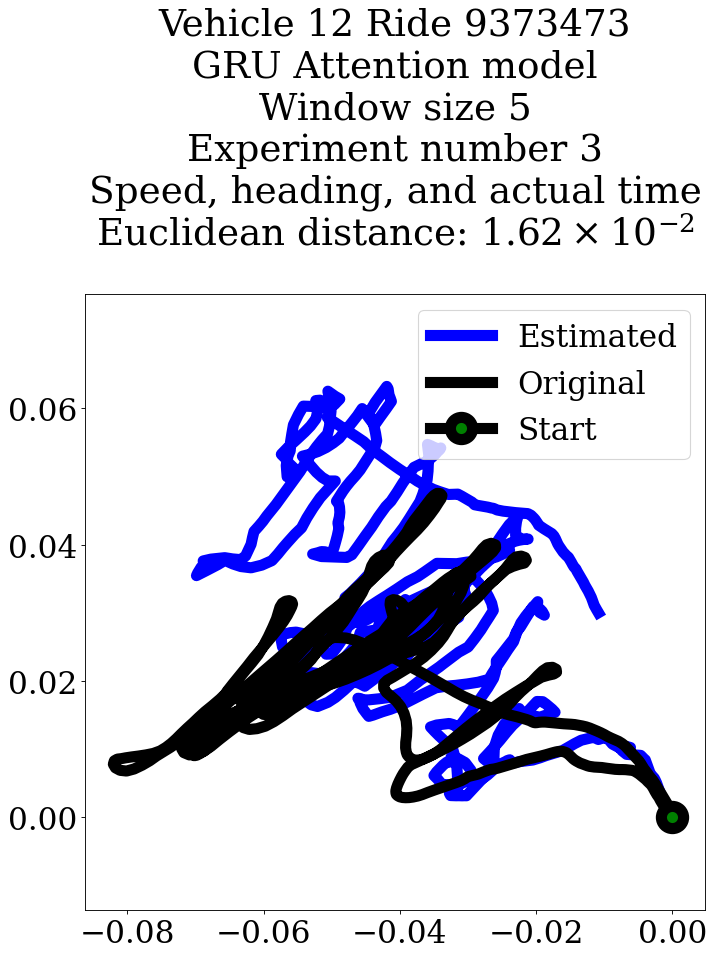 Vehicle 12 Ride 9373473
GRU Attention model
Window size 5
Experiment number 3
Speed, heading, and actual time
Euclidean distance: 1.62 × 10⁻²
Estimated
Original
Start
0.06
0.04
0.02
0.00
−0.08 −0.06 −0.04 −0.02 0.00